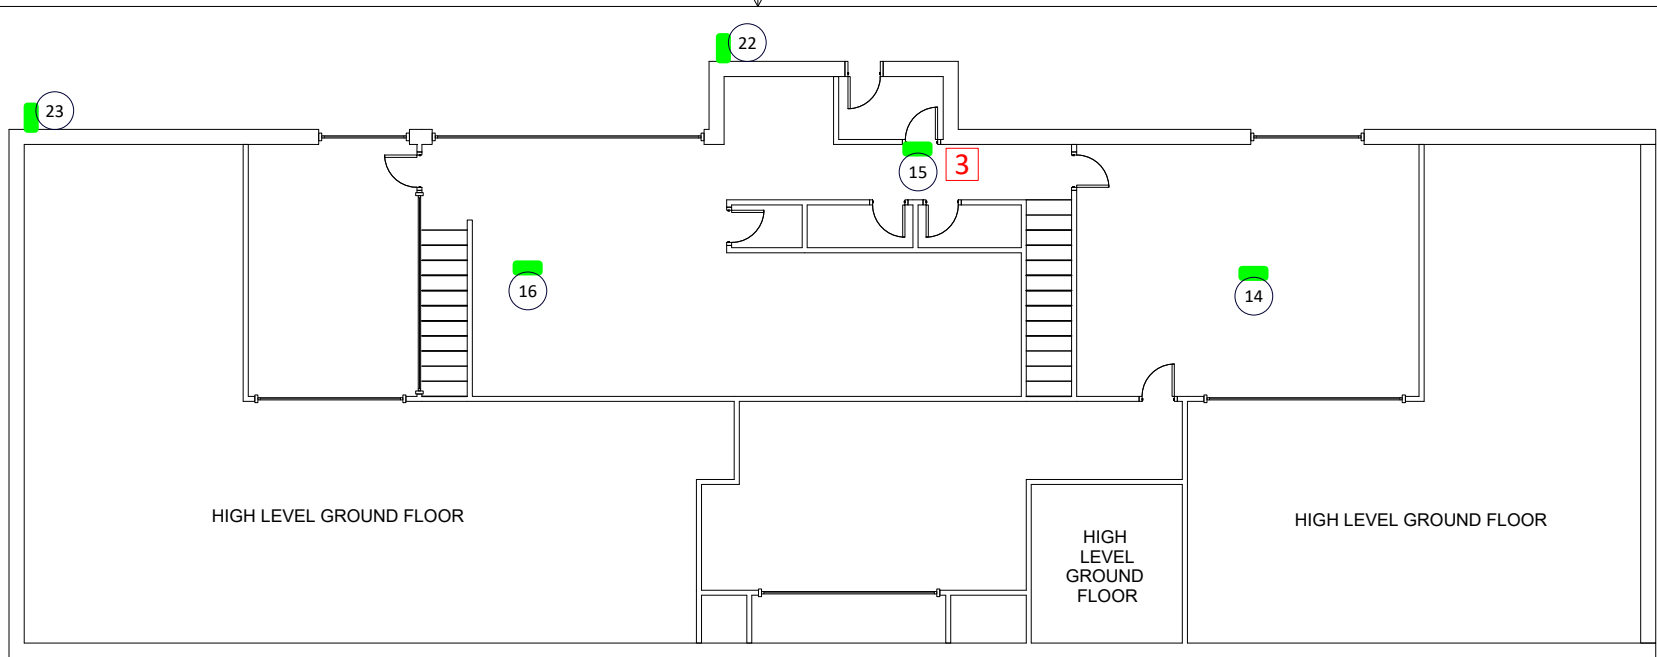 22
23
15
3
16
14
HIGH LEVEL GROUND FLOOR
HIGH LEVEL GROUND FLOOR
HIGH
LEVEL
GROUND
FLOOR